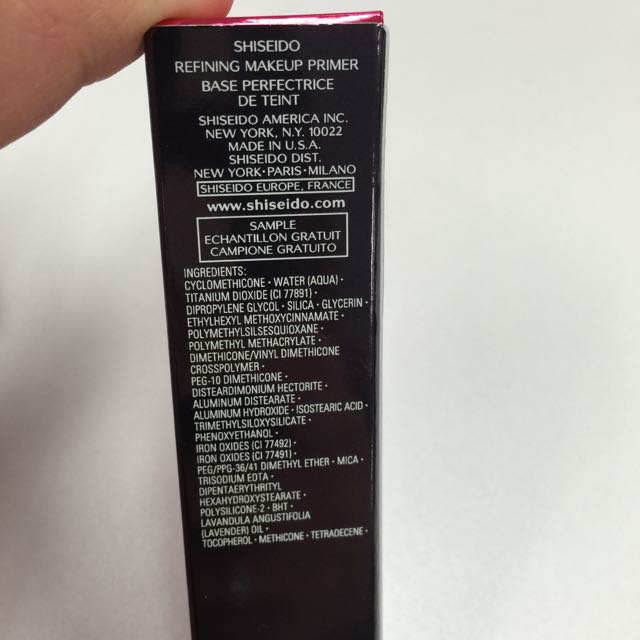 SHISEIDO
REFINING MAKEUP PRIMER
BASE PERFECTRICE
DE TEINT
SHISEIDO AMERICA INC.
NEW YORK, N.Y. 10022
MADE IN U.S.A.
SHISEIDO DIST.
NEW YORK·PARIS·MILANO
SHISEIDO EUROPE, FRANCE
www.shiseido.com
SAMPLE
ECHANTILLON GRATUIT
CAMPIONE GRATUITO
INGREDIENTS:
CYCLOMETHICONE · WATER (AQUA) ·
TITANIUM DIOXIDE (CI 77891) ·
DIPROPYLENE GLYCOL · SILICA · GLYCERIN ·
ETHYLHEXYL METHOXYCINNAMATE ·
POLYMETHYLSILSESQUIOXANE ·
POLYMETHYL METHACRYLATE ·
DIMETHICONE/VINYL DIMETHICONE
CROSSPOLYMER ·
PEG-10 DIMETHICONE ·
DISTEARDIMONIUM HECTORITE ·
ALUMINUM DISTEARATE ·
ALUMINUM HYDROXIDE · ISOSTEARIC ACID ·
TRIMETHYLSILOXYSILICATE ·
PHENOXYETHANOL ·
IRON OXIDES (CI 77492) ·
IRON OXIDES (CI 77491) ·
PEG/PPG-36/41 DIMETHYL ETHER · MICA ·
TRISODIUM EDTA ·
DIPENTAERYTHRITYL
HEXAHYDROXYSTEARATE ·
POLYSILICONE-2 · BHT ·
LAVANDULA ANGUSTIFOLIA
(LAVENDER) OIL ·
TOCOPHEROL · METHICONE · TETRADECENE ·